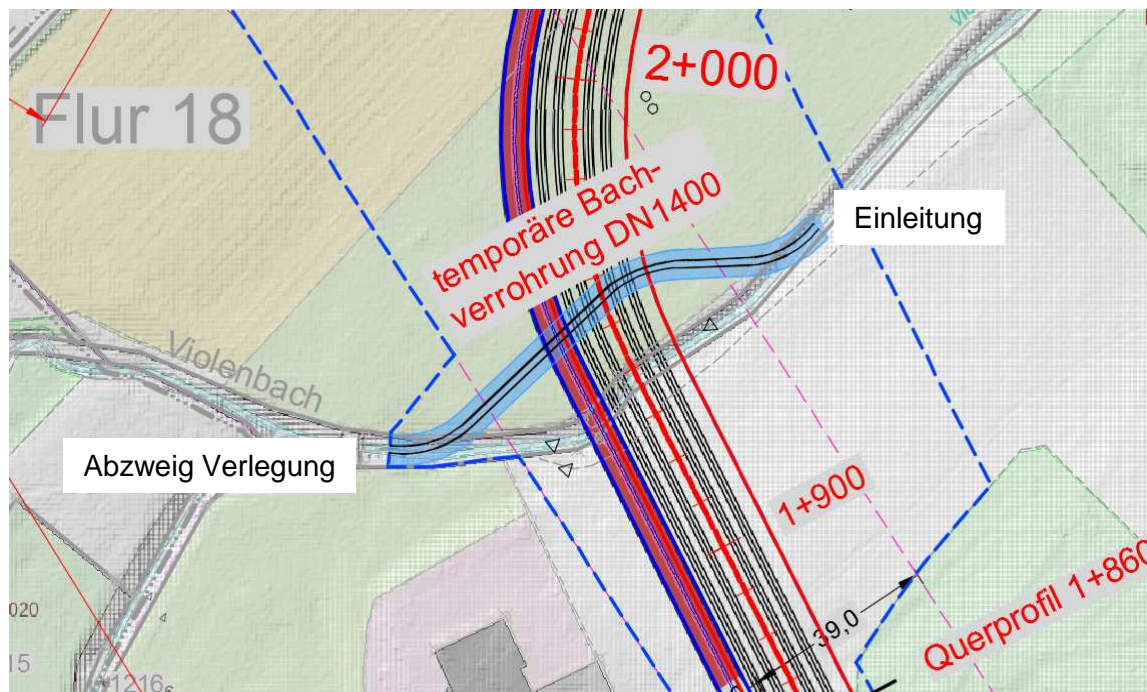 Flur 18
2+000
temporäre Bach-
verrohrung DN1400
Einleitung
Violenbach
Abzweig Verlegung
1+900
39,0
Querprofil 1+860
020
15
1216